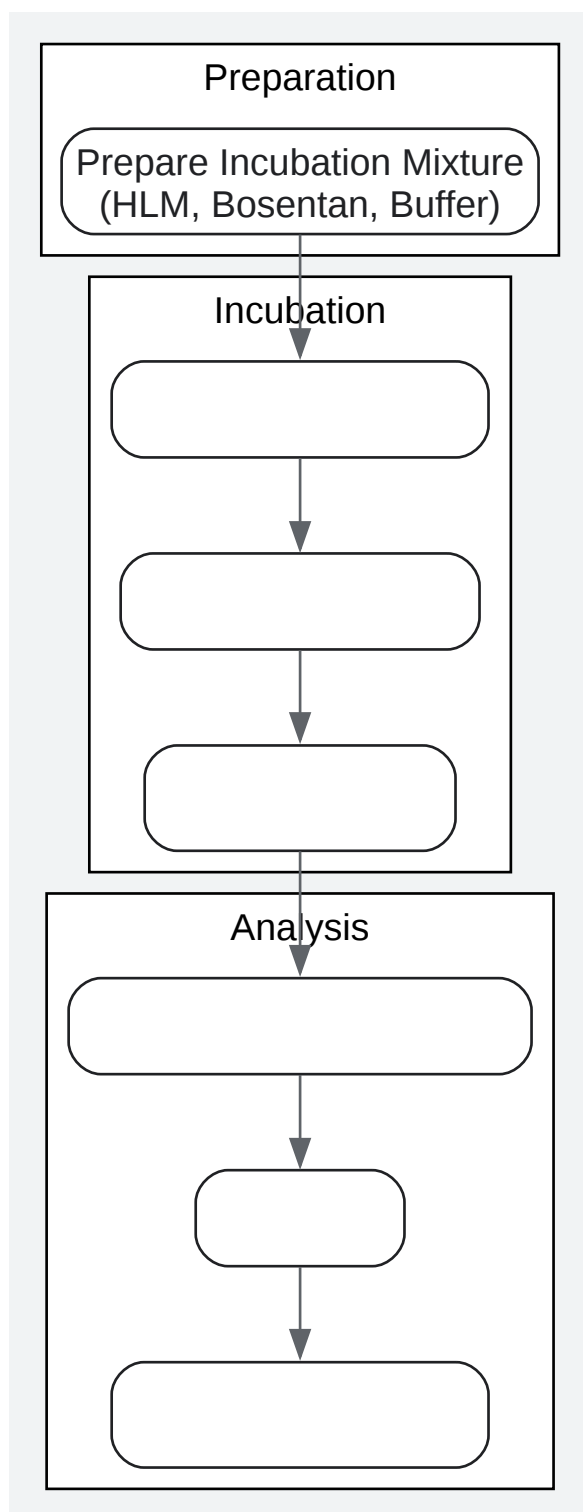 Preparation
Prepare Incubation Mixture
(HLM, Bosentan, Buffer)
Incubation
Analysis